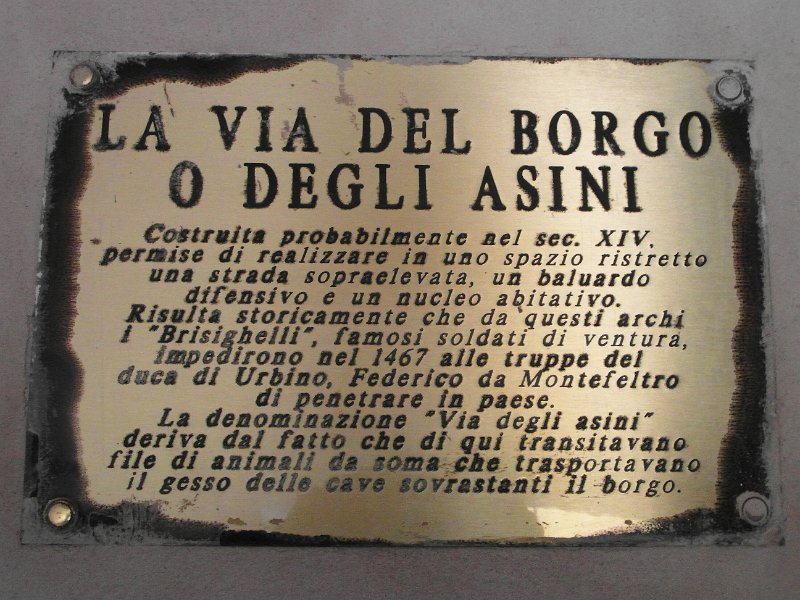 LA VIA DEL BORGO
O DEGLI ASINI
Costruita probabilmente nel sec. XIV,
permise di realizzare in uno spazio ristretto
una strada sopraelevata, un baluardo
difensivo e un nucleo abitativo.
Risulta storicamente che da questi archi
i "Brisighelli", famosi soldati di ventura,
impedirono nel 1467 alle truppe del
duca di Urbino, Federico da Montefeltro
di penetrare in paese.
La denominazione "Via degli asini"
deriva dal fatto che di qui transitavano
file di animali da soma che trasportavano
il gesso delle cave sovrastanti il borgo.